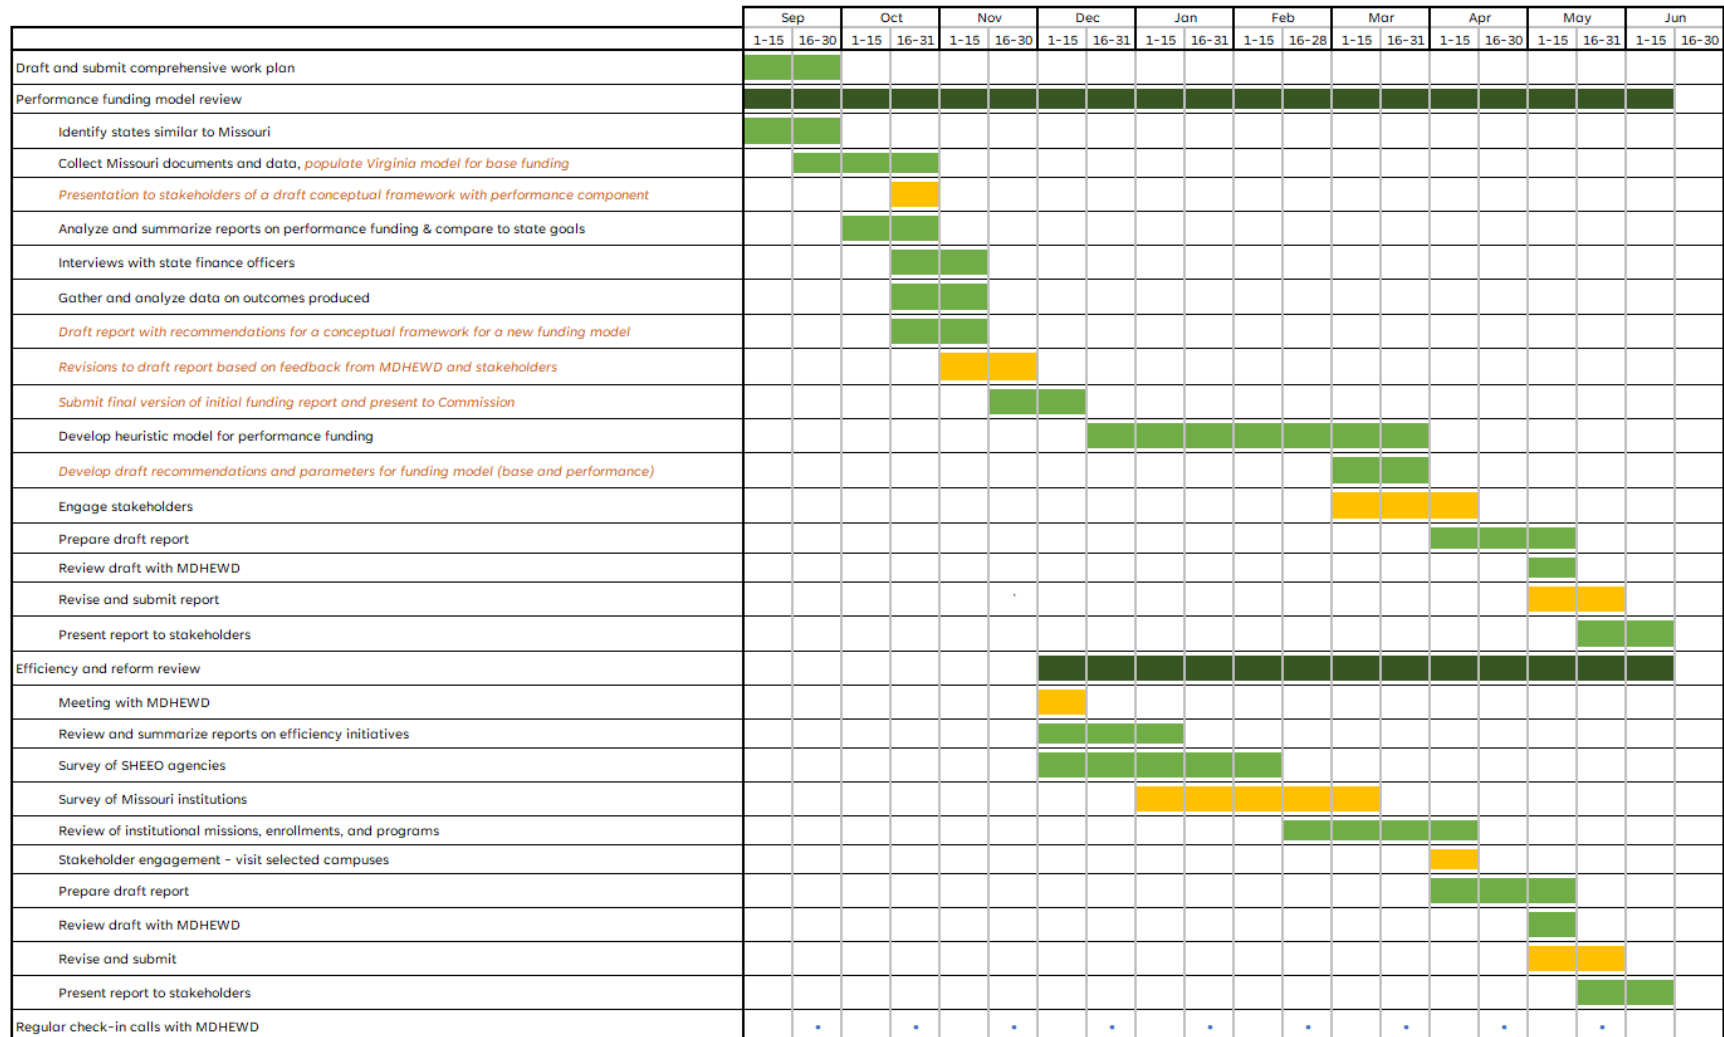 Sep Oct Nov Dec Jan Feb Mar Apr May Jun
1-15 16-30 1-15 16-31 1-15 16-30 1-15 16-31 1-15 16-31 1-15 16-28 1-15 16-31 1-15 16-30 1-15 16-31 1-15 16-30
Draft and submit comprehensive work plan
Performance funding model review
Identify states similar to Missouri
Collect Missouri documents and data, populate Virginia model for base funding
Presentation to stakeholders of a draft conceptual framework with performance component
Analyze and summarize reports on performance funding & compare to state goals
Interviews with state finance officers
Gather and analyze data on outcomes produced
Draft report with recommendations for a conceptual framework for a new funding model
Revisions to draft report based on feedback from MDHEWD and stakeholders
Submit final version of initial funding report and present to Commission
Develop heuristic model for performance funding
Develop draft recommendations and parameters for funding model (base and performance)
Engage stakeholders
Prepare draft report
Review draft with MDHEWD
Revise and submit report
Present report to stakeholders
Efficiency and reform review
Meeting with MDHEWD
Review and summarize reports on efficiency initiatives
Survey of SHEEO agencies
Survey of Missouri institutions
Review of institutional missions, enrollments, and programs
Stakeholder engagement - visit selected campuses
Prepare draft report
Review draft with MDHEWD
Revise and submit
Present report to stakeholders
Regular check-in calls with MDHEWD